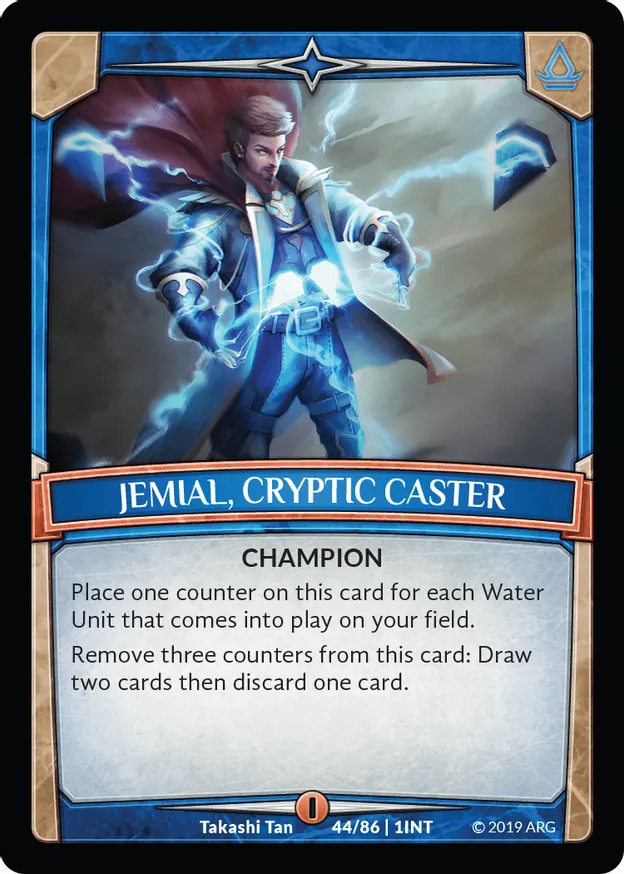 JEMIAL, CRYPTIC CASTER
CHAMPION
Place one counter on this card for each Water
Unit that comes into play on your field.
Remove three counters from this card: Draw
two cards then discard one card.
I
Takashi Tan 44/86 | 1INT © 2019 ARG